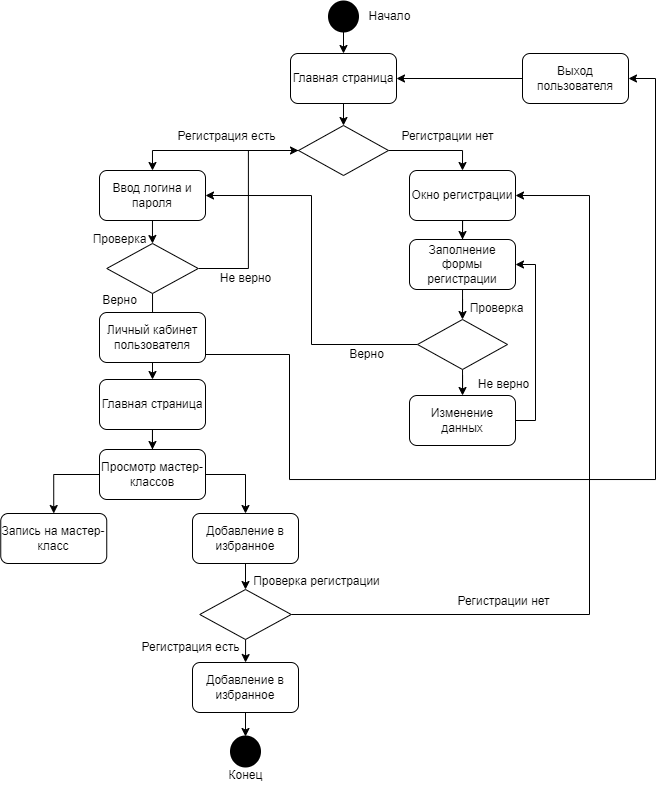 Начало
Главная страница
Выход
пользователя
Регистрация есть
Регистрации нет
Ввод логина и
пароля
Окно регистрации
Проверка
Заполнение
формы
регистрации
Не верно
Верно
Проверка
Личный кабинет
пользователя
Верно
Не верно
Главная страница
Изменение
данных
Просмотр мастер-
классов
Запись на мастер-
класс
Добавление в
избранное
Проверка регистрации
Регистрации нет
Регистрация есть
Добавление в
избранное
Конец